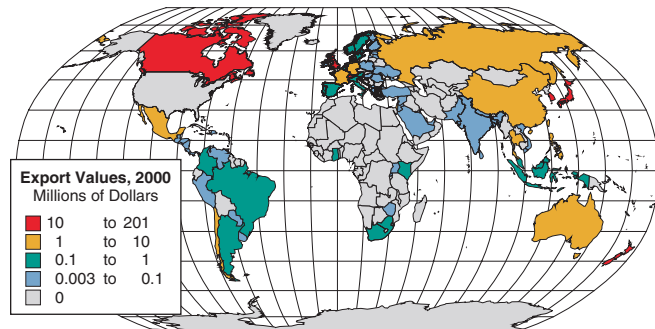 Export Values, 2000
Millions of Dollars
10 to 201
1 to 10
0.1 to 1
0.003 to 0.1
0